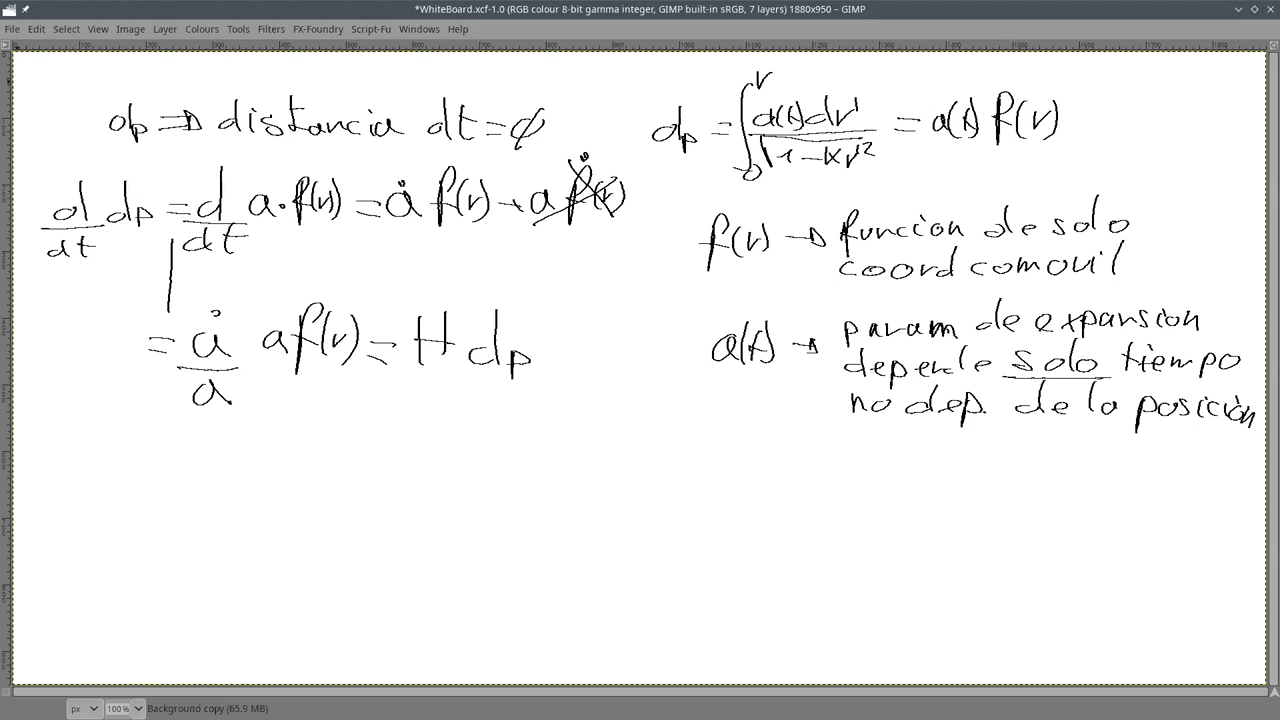 *WhiteBoard.xcf-1.0 (RGB colour 8-bit gamma integer, GIMP built-in sRGB, 7 layers) 1880x950 – GIMP
File Edit Select View Image Layer Colours Tools Filters FX-Foundry Script-Fu Windows Help
dp ⇒ distancia dt = ϕ
d/dt dp = d/dt a·f(r) = ȧ f(r) + a ḟ(r)
= ȧ/a a f(r) = H dp
dp = ∫₀^r a(t)dr'/√(1-kr'²) = a(t) f(r)
f(r) → funcion de solo
coord comovil
a(t) → param de expansion
depende solo tiempo
no dep. de la posición
px 100% Background copy (65.9 MB)